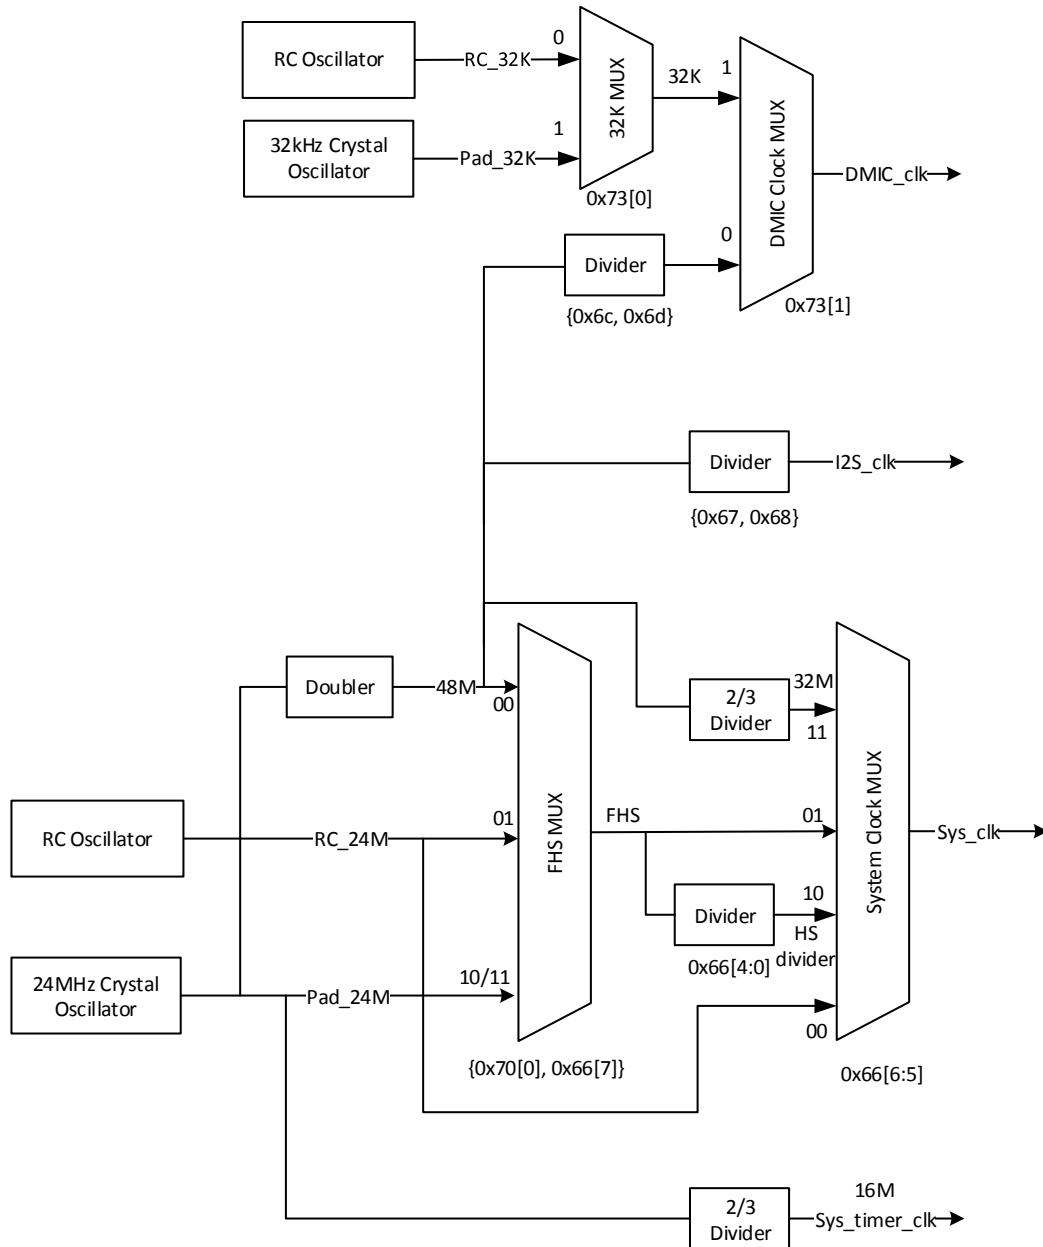 RC Oscillator
RC_32K
0
32kHz Crystal
Oscillator
Pad_32K
1
32K MUX
0x73[0]
32K
1
0
DMIC Clock MUX
0x73[1]
DMIC_clk
Divider
{0x6c, 0x6d}
Divider
I2S_clk
{0x67, 0x68}
Doubler
48M
00
RC Oscillator
RC_24M
01
24MHz Crystal
Oscillator
Pad_24M
10/11
FHS MUX
{0x70[0], 0x66[7]}
FHS
2/3
Divider
32M
11
01
Divider
0x66[4:0]
10
HS
divider
00
System Clock MUX
0x66[6:5]
Sys_clk
2/3
Divider
16M
Sys_timer_clk